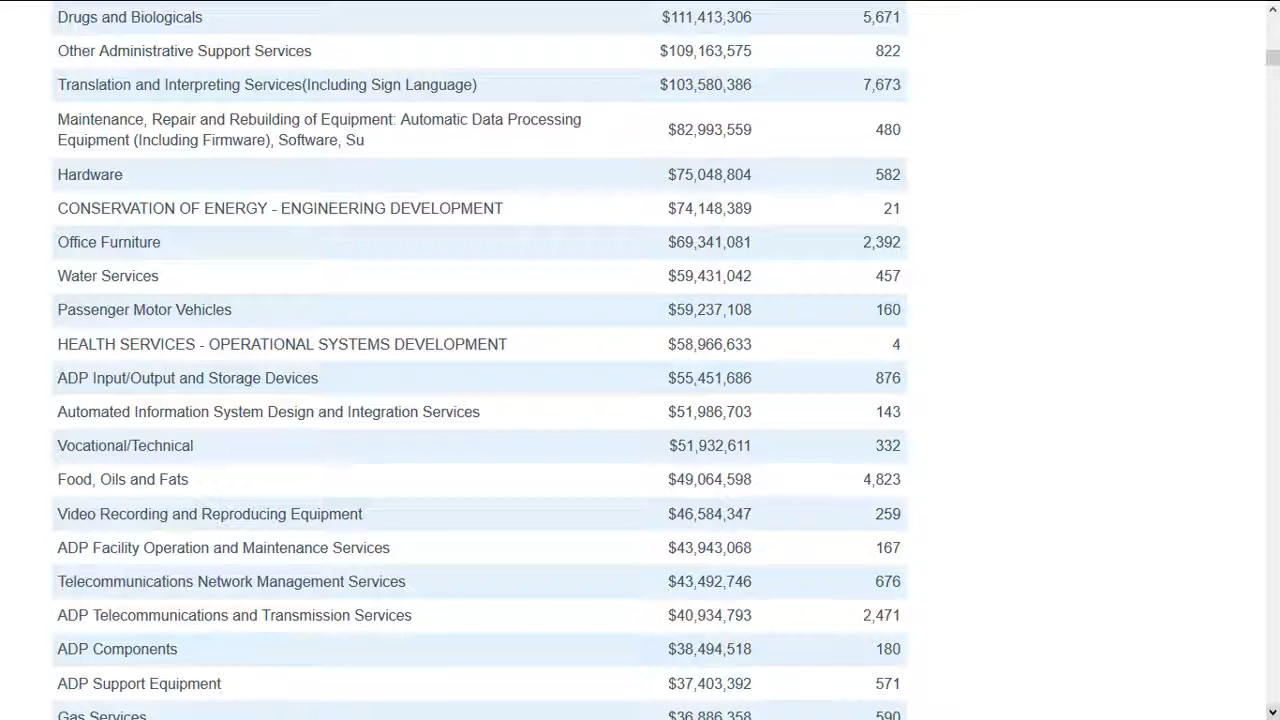 Drugs and Biologicals $111,413,306 5,671
Other Administrative Support Services $109,163,575 822
Translation and Interpreting Services(Including Sign Language) $103,580,386 7,673
Maintenance, Repair and Rebuilding of Equipment: Automatic Data Processing
Equipment (Including Firmware), Software, Su $82,993,559 480
Hardware $75,048,804 582
CONSERVATION OF ENERGY - ENGINEERING DEVELOPMENT $74,148,389 21
Office Furniture $69,341,081 2,392
Water Services $59,431,042 457
Passenger Motor Vehicles $59,237,108 160
HEALTH SERVICES - OPERATIONAL SYSTEMS DEVELOPMENT $58,966,633 4
ADP Input/Output and Storage Devices $55,451,686 876
Automated Information System Design and Integration Services $51,986,703 143
Vocational/Technical $51,932,611 332
Food, Oils and Fats $49,064,598 4,823
Video Recording and Reproducing Equipment $46,584,347 259
ADP Facility Operation and Maintenance Services $43,943,068 167
Telecommunications Network Management Services $43,492,746 676
ADP Telecommunications and Transmission Services $40,934,793 2,471
ADP Components $38,494,518 180
ADP Support Equipment $37,403,392 571
Gas Services $36,886,358 590